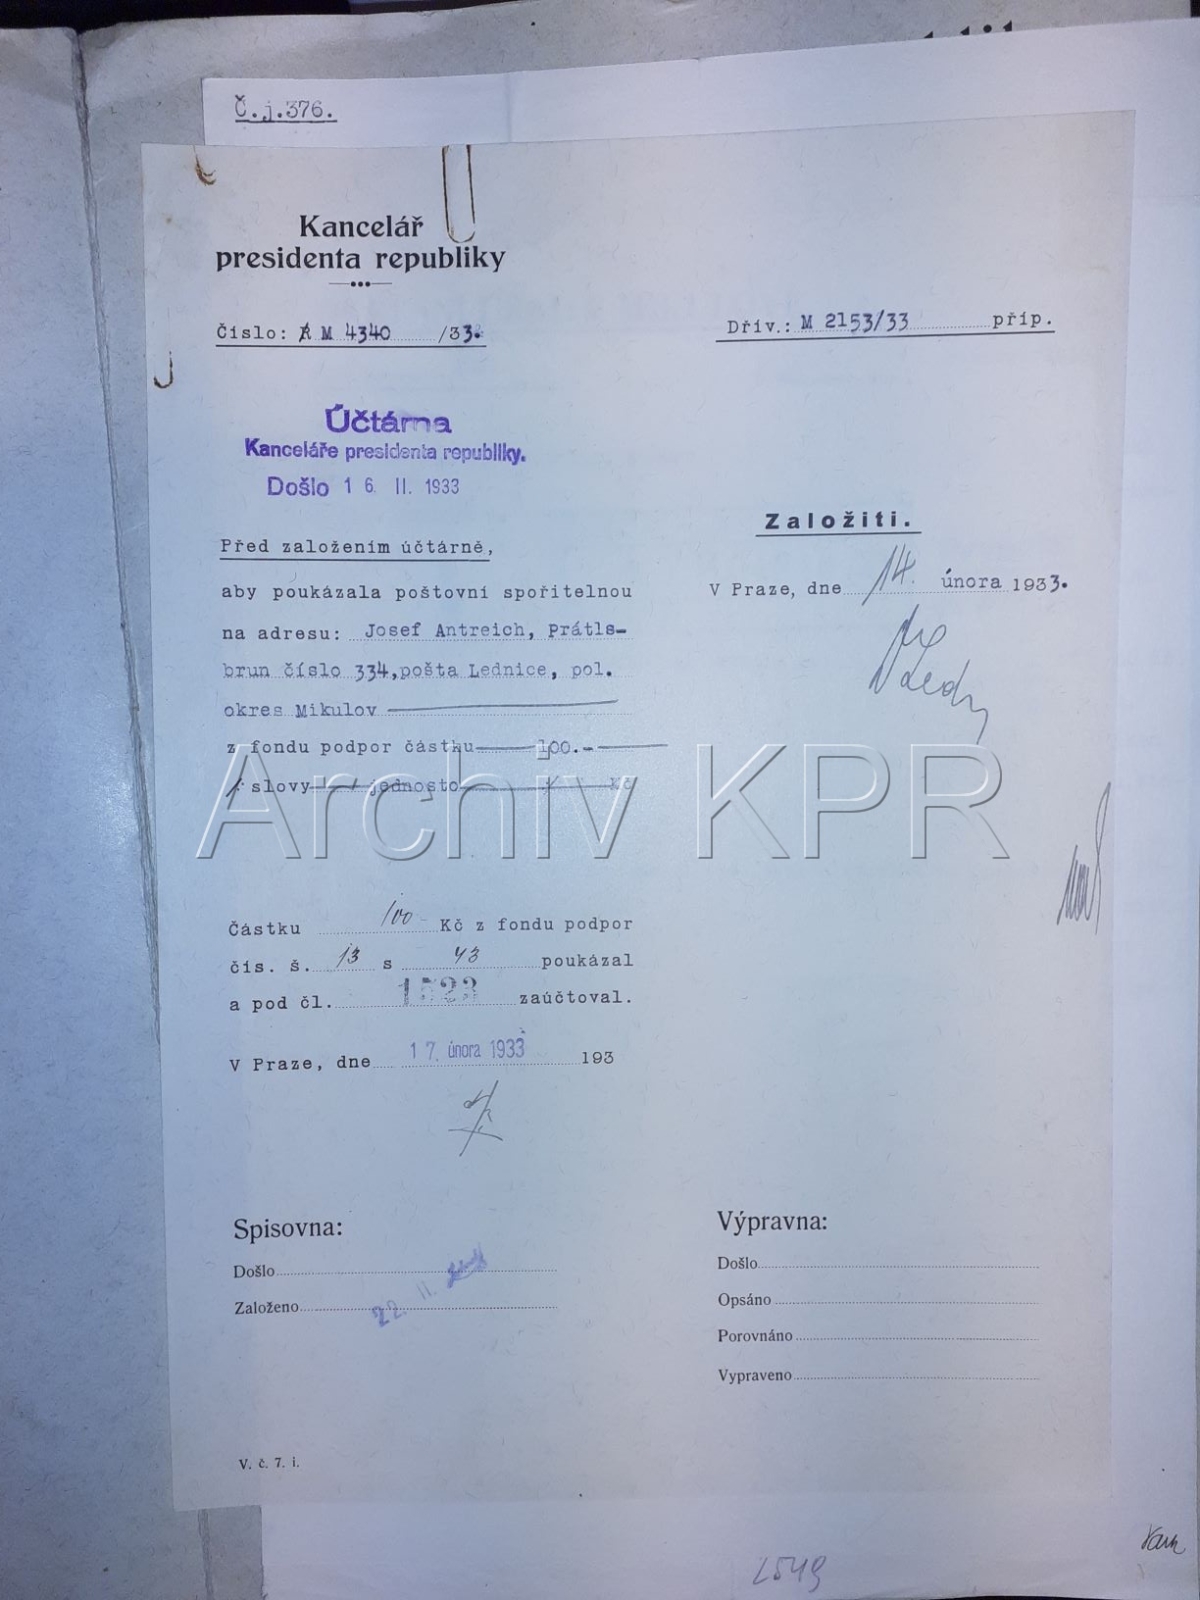 Č.j.376.
Kancelář
presidenta republiky
Číslo: R M 4340 /33.
Dřív.: M 2153/33 příp.
Účtárna
Kanceláře presidenta republiky.
Došlo 16. II. 1933
Založiti.
V Praze, dne 14. února 1933.
Před založením účtárně,
aby poukázala poštovní spořitelnou
na adresu: Josef Antreich, Prátls-
brun číslo 334,pošta Lednice, pol.
okres Mikulov
z fondu podpor částku 100.-
/: slovy jednosto Kč
Archiv KPR
Částku 100 Kč z fondu podpor
čís. š. 13 s 43 poukázal
a pod čl. 1523 zaúčtoval.
V Praze, dne 17. února 1933 193
Spisovna:
Došlo
Založeno 22. II.
Výpravna:
Došlo
Opsáno
Porovnáno
Vypraveno
V. č. 7. i.
2549